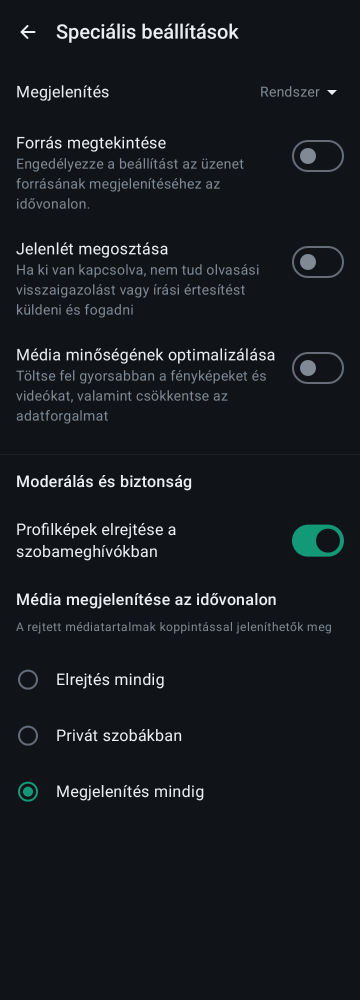 Speciális beállítások
Megjelenítés
Rendszer
Forrás megtekintése
Engedélyezze a beállítást az üzenet
forrásának megjelenítéséhez az
idővonalon.
Jelenlét megosztása
Ha ki van kapcsolva, nem tud olvasási
visszaigazolást vagy írási értesítést
küldeni és fogadni
Média minőségének optimalizálása
Töltse fel gyorsabban a fényképeket és
videókat, valamint csökkentse az
adatforgalmat
Moderálás és biztonság
Profilképek elrejtése a
szobameghívókban
Média megjelenítése az idővonalon
A rejtett médiatartalmak koppintással jeleníthetők meg
Elrejtés mindig
Privát szobákban
Megjelenítés mindig